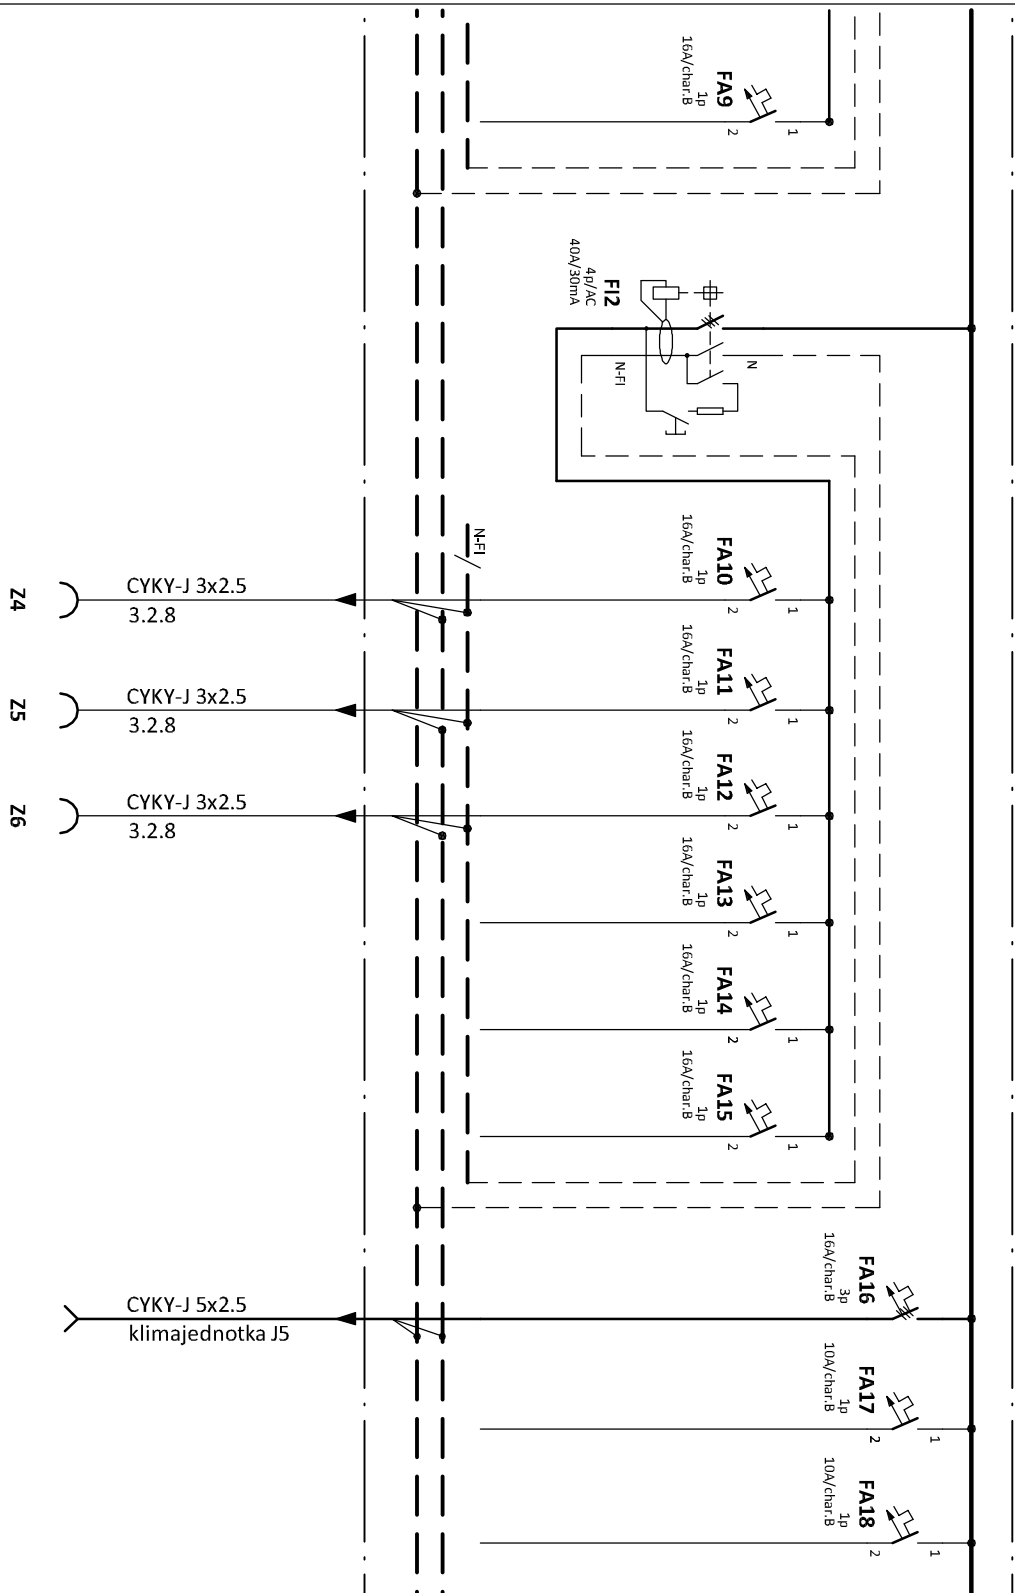 FA9
1p
16A/char.B
1
2
FI2
4p/AC
40A/30mA
N
N-FI
N-FI
FA10
1p
16A/char.B
1
2
CYKY-J 3x2.5
3.2.8
Z4
FA11
1p
16A/char.B
1
2
CYKY-J 3x2.5
3.2.8
Z5
FA12
1p
16A/char.B
1
2
CYKY-J 3x2.5
3.2.8
Z6
FA13
1p
16A/char.B
1
2
FA14
1p
16A/char.B
1
2
FA15
1p
16A/char.B
1
2
FA16
3p
16A/char.B
CYKY-J 5x2.5
klimajednotka J5
FA17
1p
10A/char.B
1
2
FA18
1p
10A/char.B
1
2